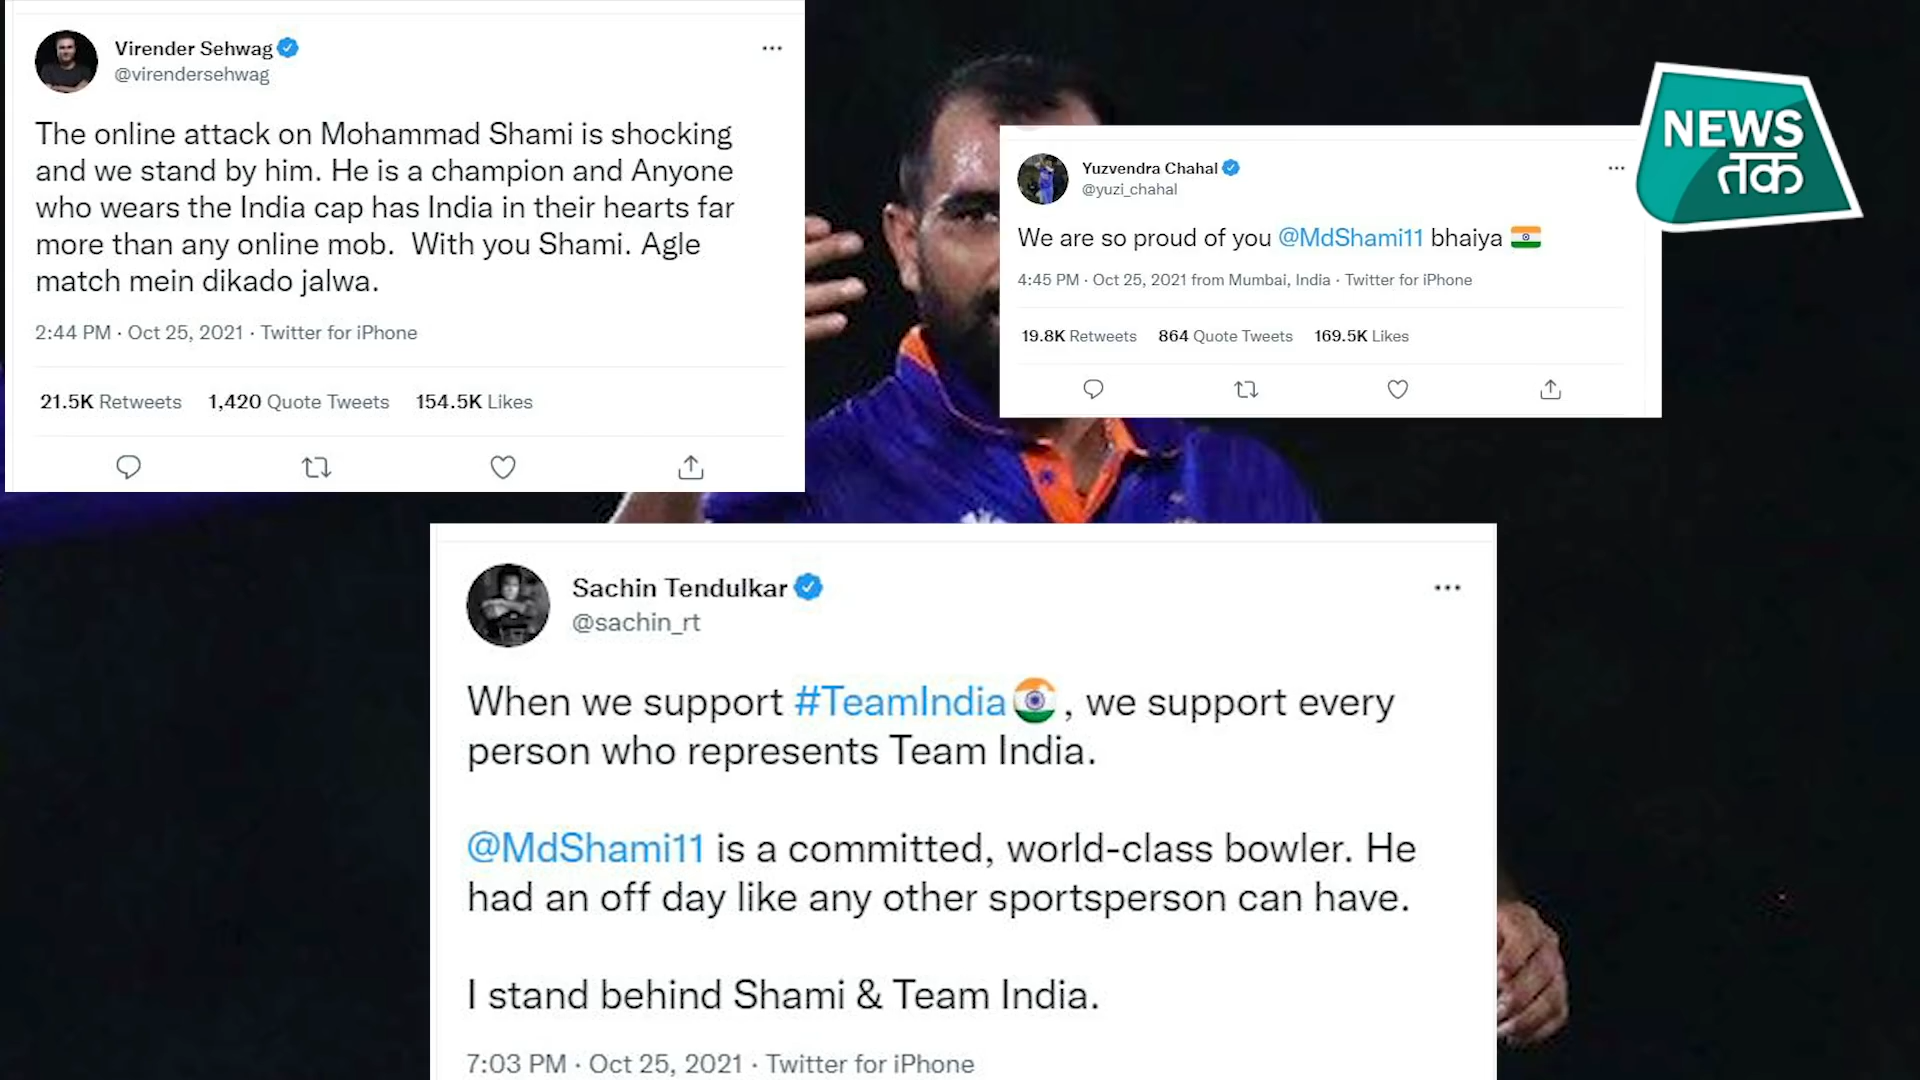 Virender Sehwag
@virendersehwag
The online attack on Mohammad Shami is shocking
and we stand by him. He is a champion and Anyone
who wears the India cap has India in their hearts far
more than any online mob.  With you Shami. Agle
match mein dikado jalwa.
2:44 PM · Oct 25, 2021 · Twitter for iPhone
21.5K Retweets 1,420 Quote Tweets 154.5K Likes
Yuzvendra Chahal
@yuzi_chahal
We are so proud of you @MdShami11 bhaiya 🇮🇳
4:45 PM · Oct 25, 2021 from Mumbai, India · Twitter for iPhone
19.8K Retweets 864 Quote Tweets 169.5K Likes
NEWS
तक
Sachin Tendulkar
@sachin_rt
When we support #TeamIndia, we support every
person who represents Team India.
@MdShami11 is a committed, world-class bowler. He
had an off day like any other sportsperson can have.
I stand behind Shami & Team India.
7:03 PM · Oct 25, 2021 · Twitter for iPhone